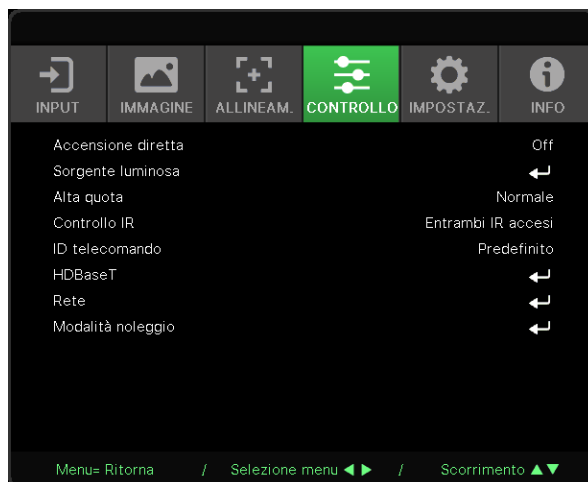 INPUT IMMAGINE ALLINEAM. CONTROLLO IMPOSTAZ. INFO
Accensione diretta Off
Sorgente luminosa
Alta quota Normale
Controllo IR Entrambi IR accesi
ID telecomando Predefinito
HDBaseT
Rete
Modalità noleggio
Menu= Ritorna / Selezione menu ◀ ▶ / Scorrimento ▲▼